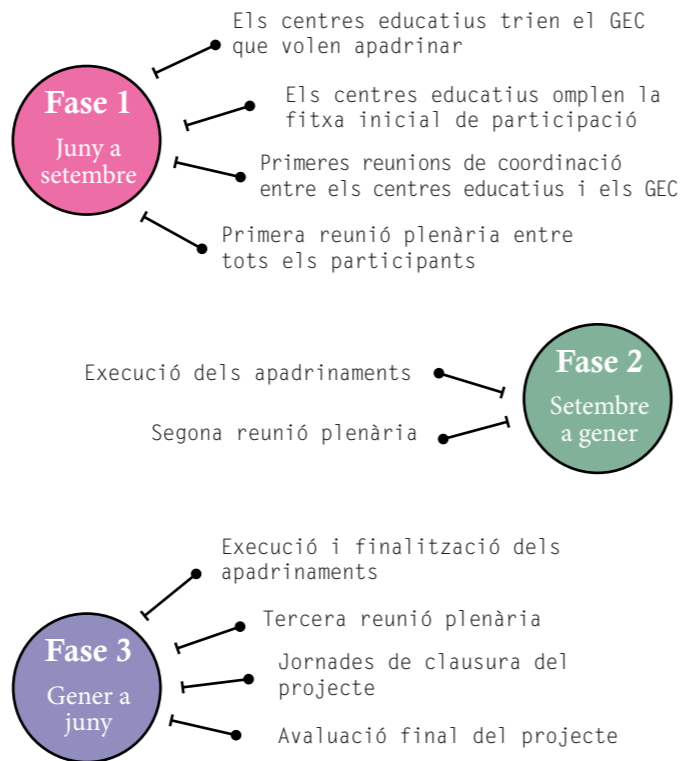 Els centres educatius trien el GEC
que volen apadrinar
Fase 1
Juny a
setembre
Els centres educatius omplen la
fitxa inicial de participació
Primeres reunions de coordinació
entre els centres educatius i els GEC
Primera reunió plenària entre
tots els participants
Fase 2
Setembre
a gener
Execució dels apadrinaments
Segona reunió plenària
Execució i finalització dels
apadrinaments
Fase 3
Gener a
juny
Tercera reunió plenària
Jornades de clausura del
projecte
Avaluació final del projecte